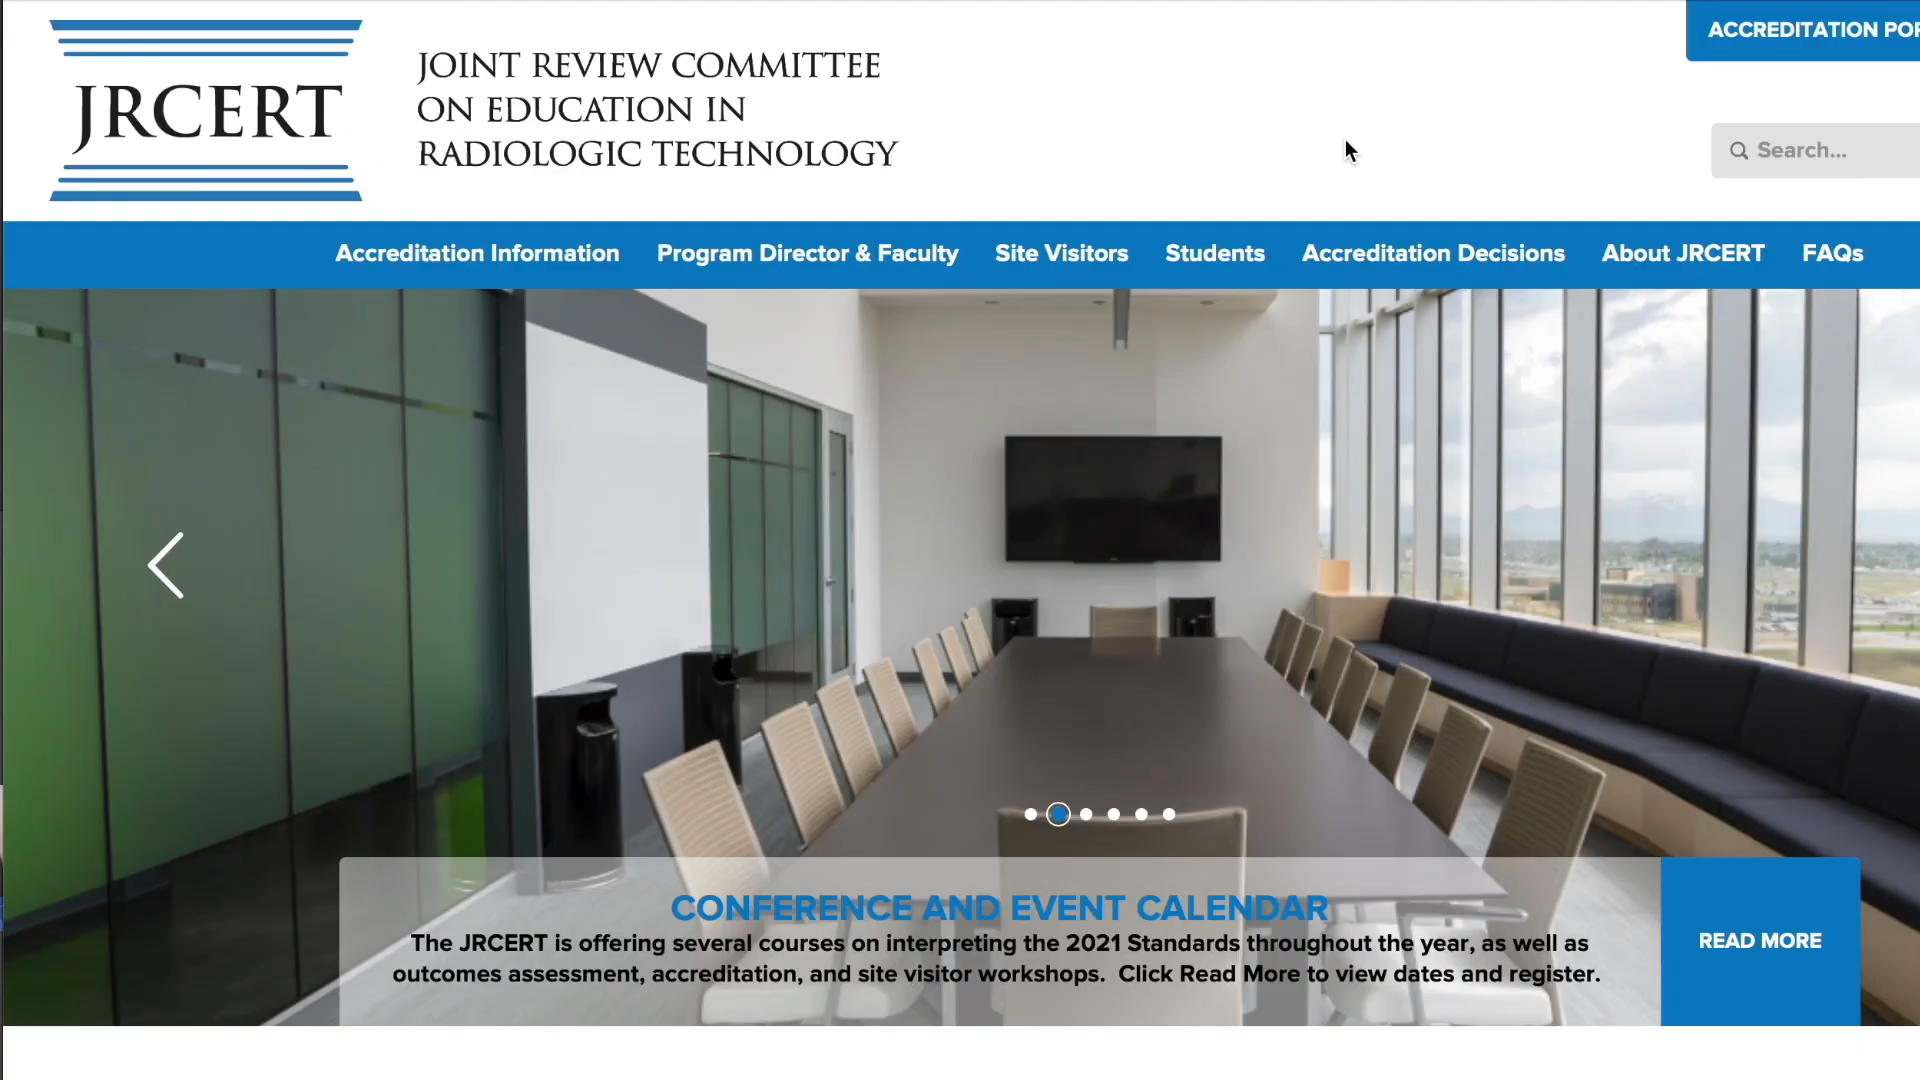 ACCREDITATION
JRCERT
JOINT REVIEW COMMITTEE
ON EDUCATION IN
RADIOLOGIC TECHNOLOGY
Search...
Accreditation Information Program Director & Faculty Site Visitors Students Accreditation Decisions About JRCERT FAQs
CONFERENCE AND EVENT CALENDAR
The JRCERT is offering several courses on interpreting the 2021 Standards throughout the year, as well as
outcomes assessment, accreditation, and site visitor workshops. Click Read More to view dates and register.
READ MORE